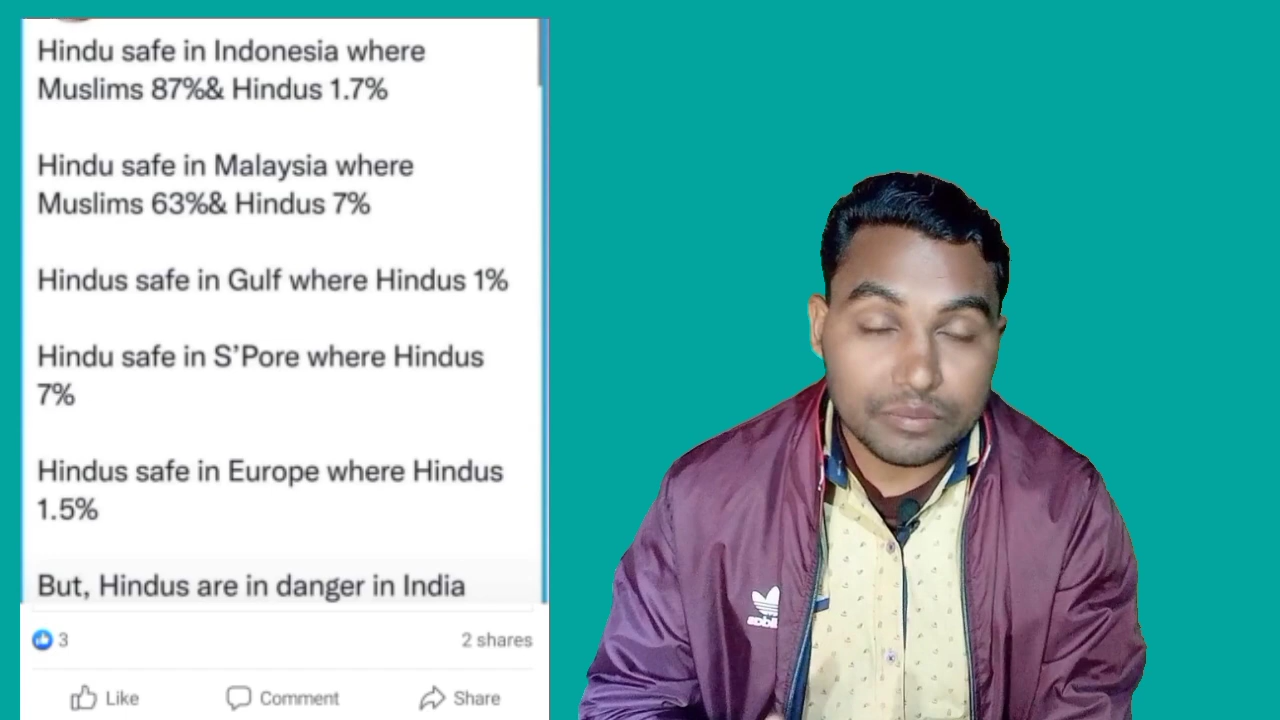 Hindu safe in Indonesia where
Muslims 87%& Hindus 1.7%
Hindu safe in Malaysia where
Muslims 63%& Hindus 7%
Hindus safe in Gulf where Hindus 1%
Hindu safe in S’Pore where Hindus
7%
Hindus safe in Europe where Hindus
1.5%
But, Hindus are in danger in India
3
2 shares
Like
Comment
Share